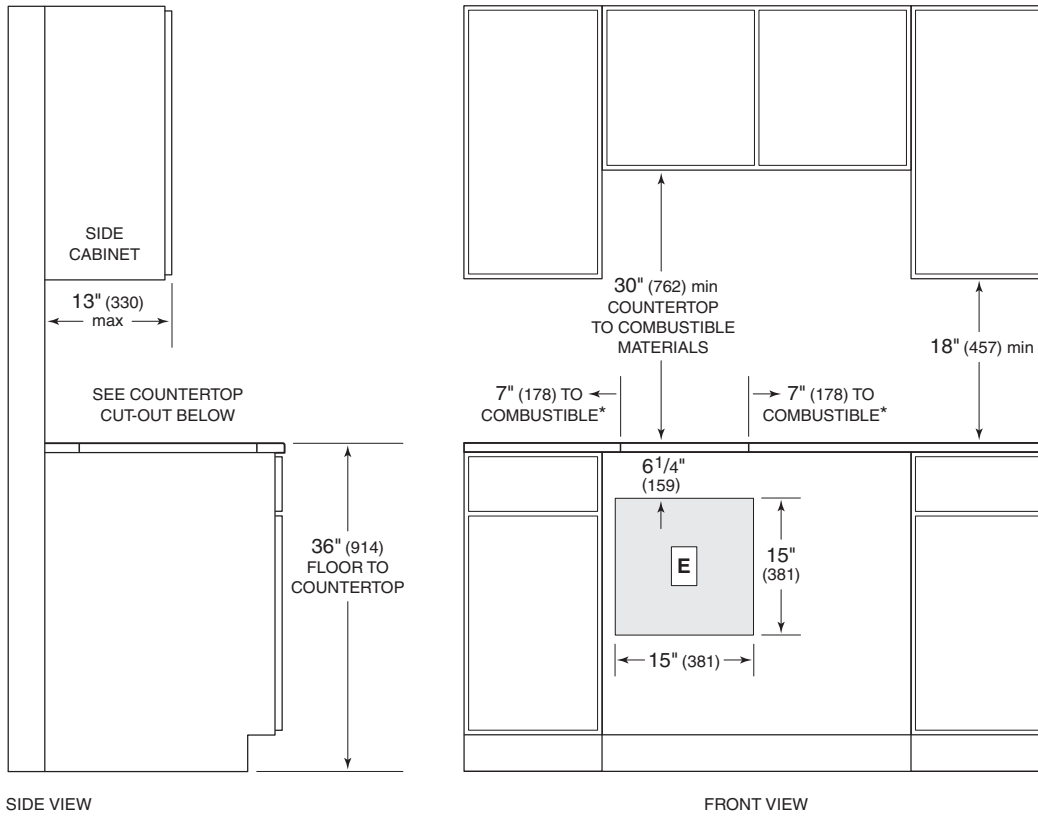 SIDE
CABINET
13" (330)
max
SEE COUNTERTOP
CUT-OUT BELOW
36" (914)
FLOOR TO
COUNTERTOP
SIDE VIEW
30" (762) min
COUNTERTOP
TO COMBUSTIBLE
MATERIALS
18" (457) min
7" (178) TO
COMBUSTIBLE*
7" (178) TO
COMBUSTIBLE*
6 1/4"
(159)
E
15"
(381)
15" (381)
FRONT VIEW